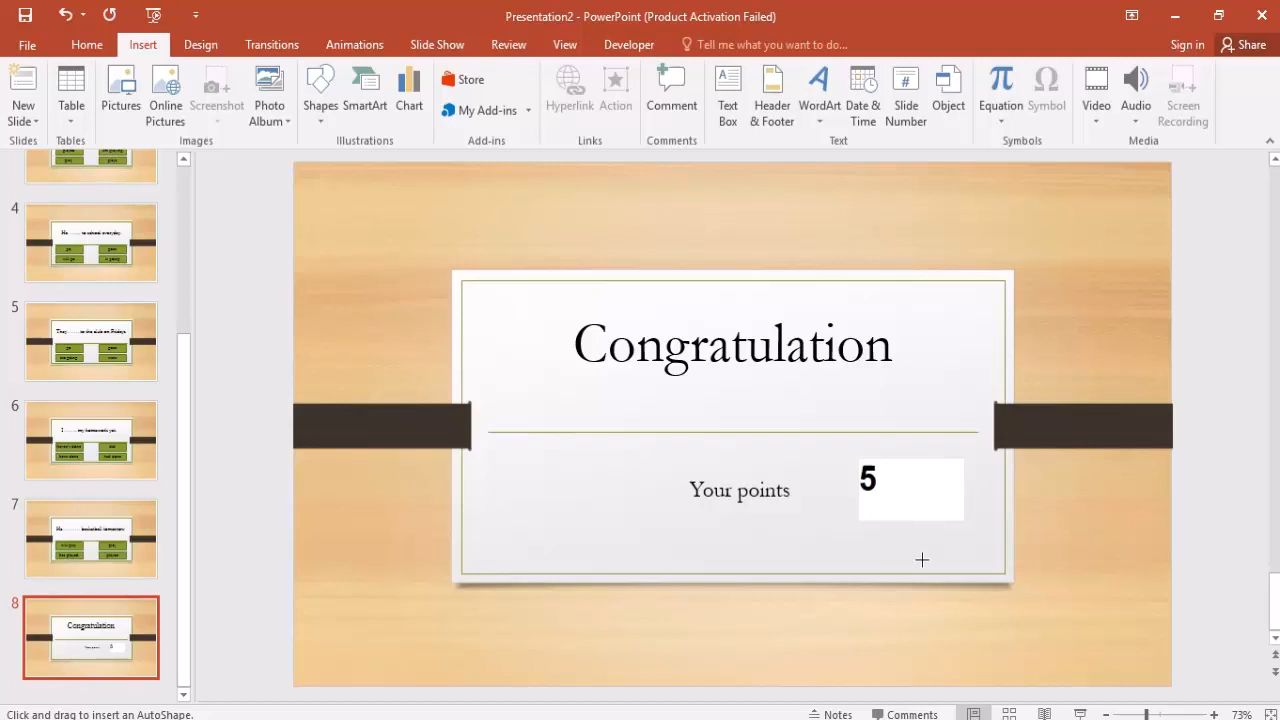 Presentation2 - PowerPoint (Product Activation Failed)
File Home Insert Design Transitions Animations Slide Show Review View Developer Tell me what you want to do... Sign in Share
New Slide
Table
Pictures
Online Pictures
Screenshot
Photo Album
Shapes
SmartArt
Chart
Store
My Add-ins
Hyperlink
Action
Comment
Text Box
Header & Footer
WordArt
Date & Time
Slide Number
Object
Equation
Symbol
Video
Audio
Screen Recording
Slides Tables Images Illustrations Add-ins Links Comments Text Symbols Media
4
5
6
7
8
Congratulation
Congratulation
Your points 5
Click and drag to insert an AutoShape. Notes Comments 73%